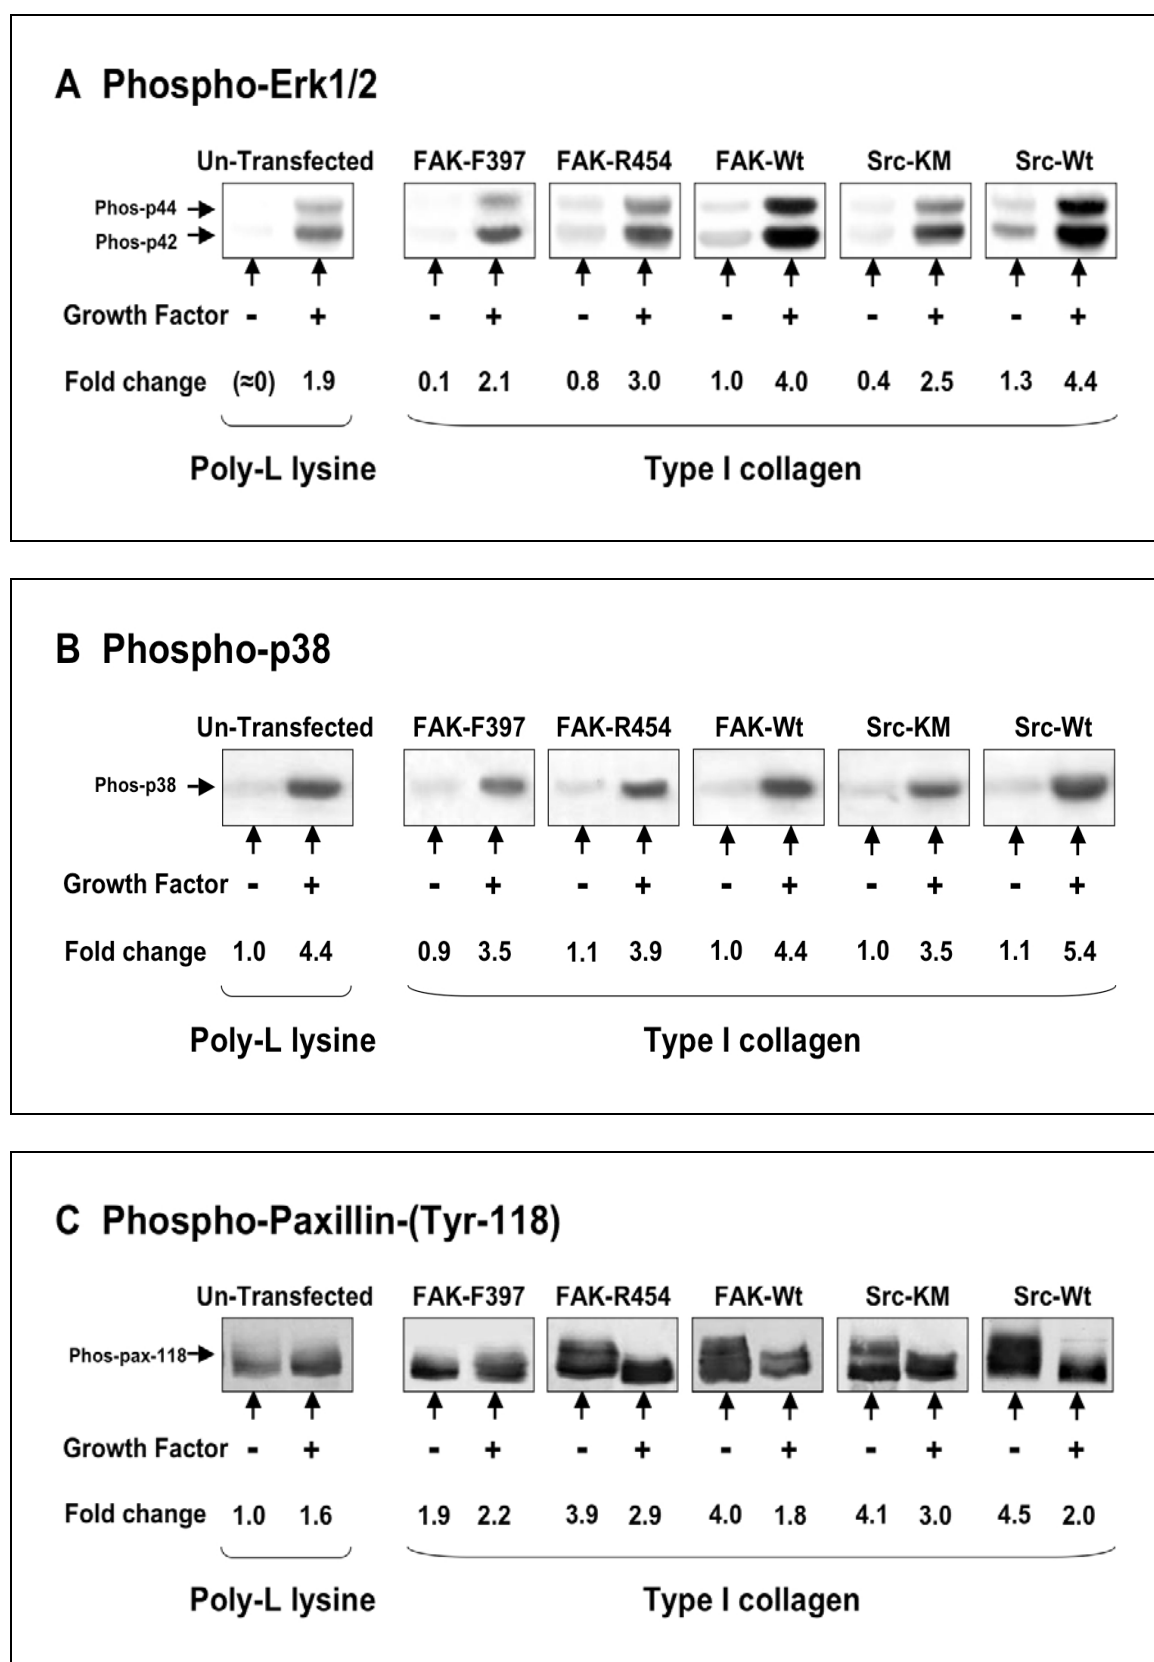 A Phospho-Erk1/2
Un-Transfected FAK-F397 FAK-R454 FAK-Wt Src-KM Src-Wt
Phos-p44
Phos-p42
Growth Factor - + - + - + - + - + - +
Fold change (≈0) 1.9 0.1 2.1 0.8 3.0 1.0 4.0 0.4 2.5 1.3 4.4
Poly-L lysine Type I collagen
B Phospho-p38
Un-Transfected FAK-F397 FAK-R454 FAK-Wt Src-KM Src-Wt
Phos-p38
Growth Factor - + - + - + - + - + - +
Fold change 1.0 4.4 0.9 3.5 1.1 3.9 1.0 4.4 1.0 3.5 1.1 5.4
Poly-L lysine Type I collagen
C Phospho-Paxillin-(Tyr-118)
Un-Transfected FAK-F397 FAK-R454 FAK-Wt Src-KM Src-Wt
Phos-pax-118
Growth Factor - + - + - + - + - + - +
Fold change 1.0 1.6 1.9 2.2 3.9 2.9 4.0 1.8 4.1 3.0 4.5 2.0
Poly-L lysine Type I collagen